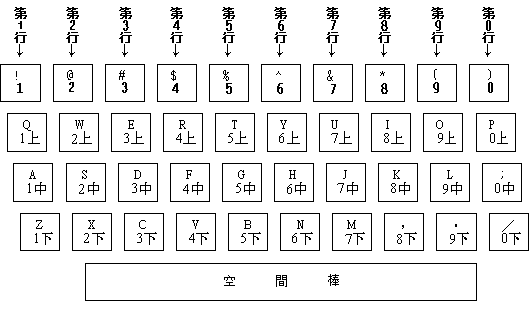 第1行↓ 第2行↓ 第3行↓ 第4行↓ 第5行↓ 第6行↓ 第7行↓ 第8行↓ 第9行↓ 第0行↓
! @ # $ % ^ & * ( )
1 2 3 4 5 6 7 8 9 0
Q W E R T Y U I O P
1上 2上 3上 4上 5上 6上 7上 8上 9上 0上
A S D F G H J K L ;
1中 2中 3中 4中 5中 6中 7中 8中 9中 0中
Z X C V B N M , . ／
1下 2下 3下 4下 5下 6下 7下 8下 9下 0下
空 間 棒